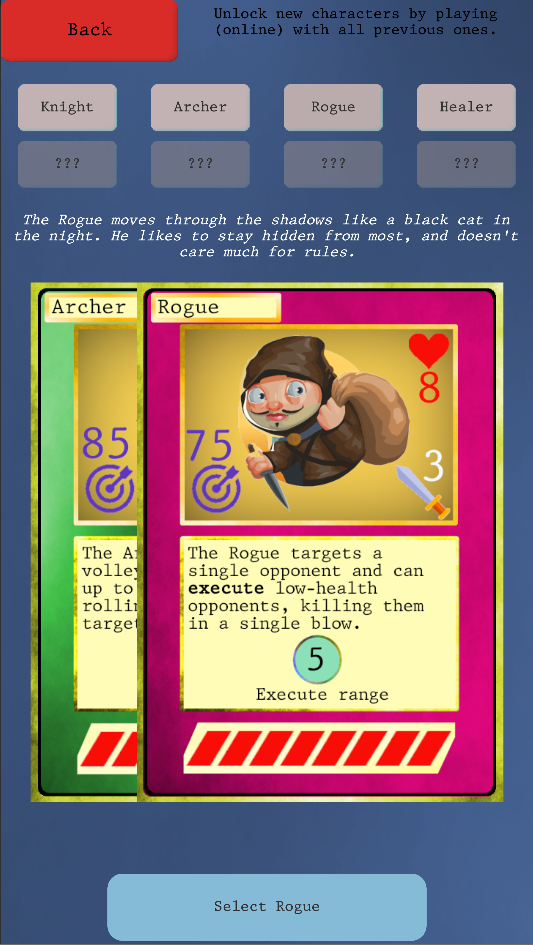 Back
Unlock new characters by playing
(online) with all previous ones.
Knight
Archer
Rogue
Healer
???
???
???
???
The Rogue moves through the shadows like a black cat in
the night. He likes to stay hidden from most, and doesn't
care much for rules.
Archer
85
The
volley
up to
target
Rogue
8
75
3
The Rogue targets a
single opponent and can
execute low-health
opponents, killing them
in a single blow.
5
Execute range
Select Rogue